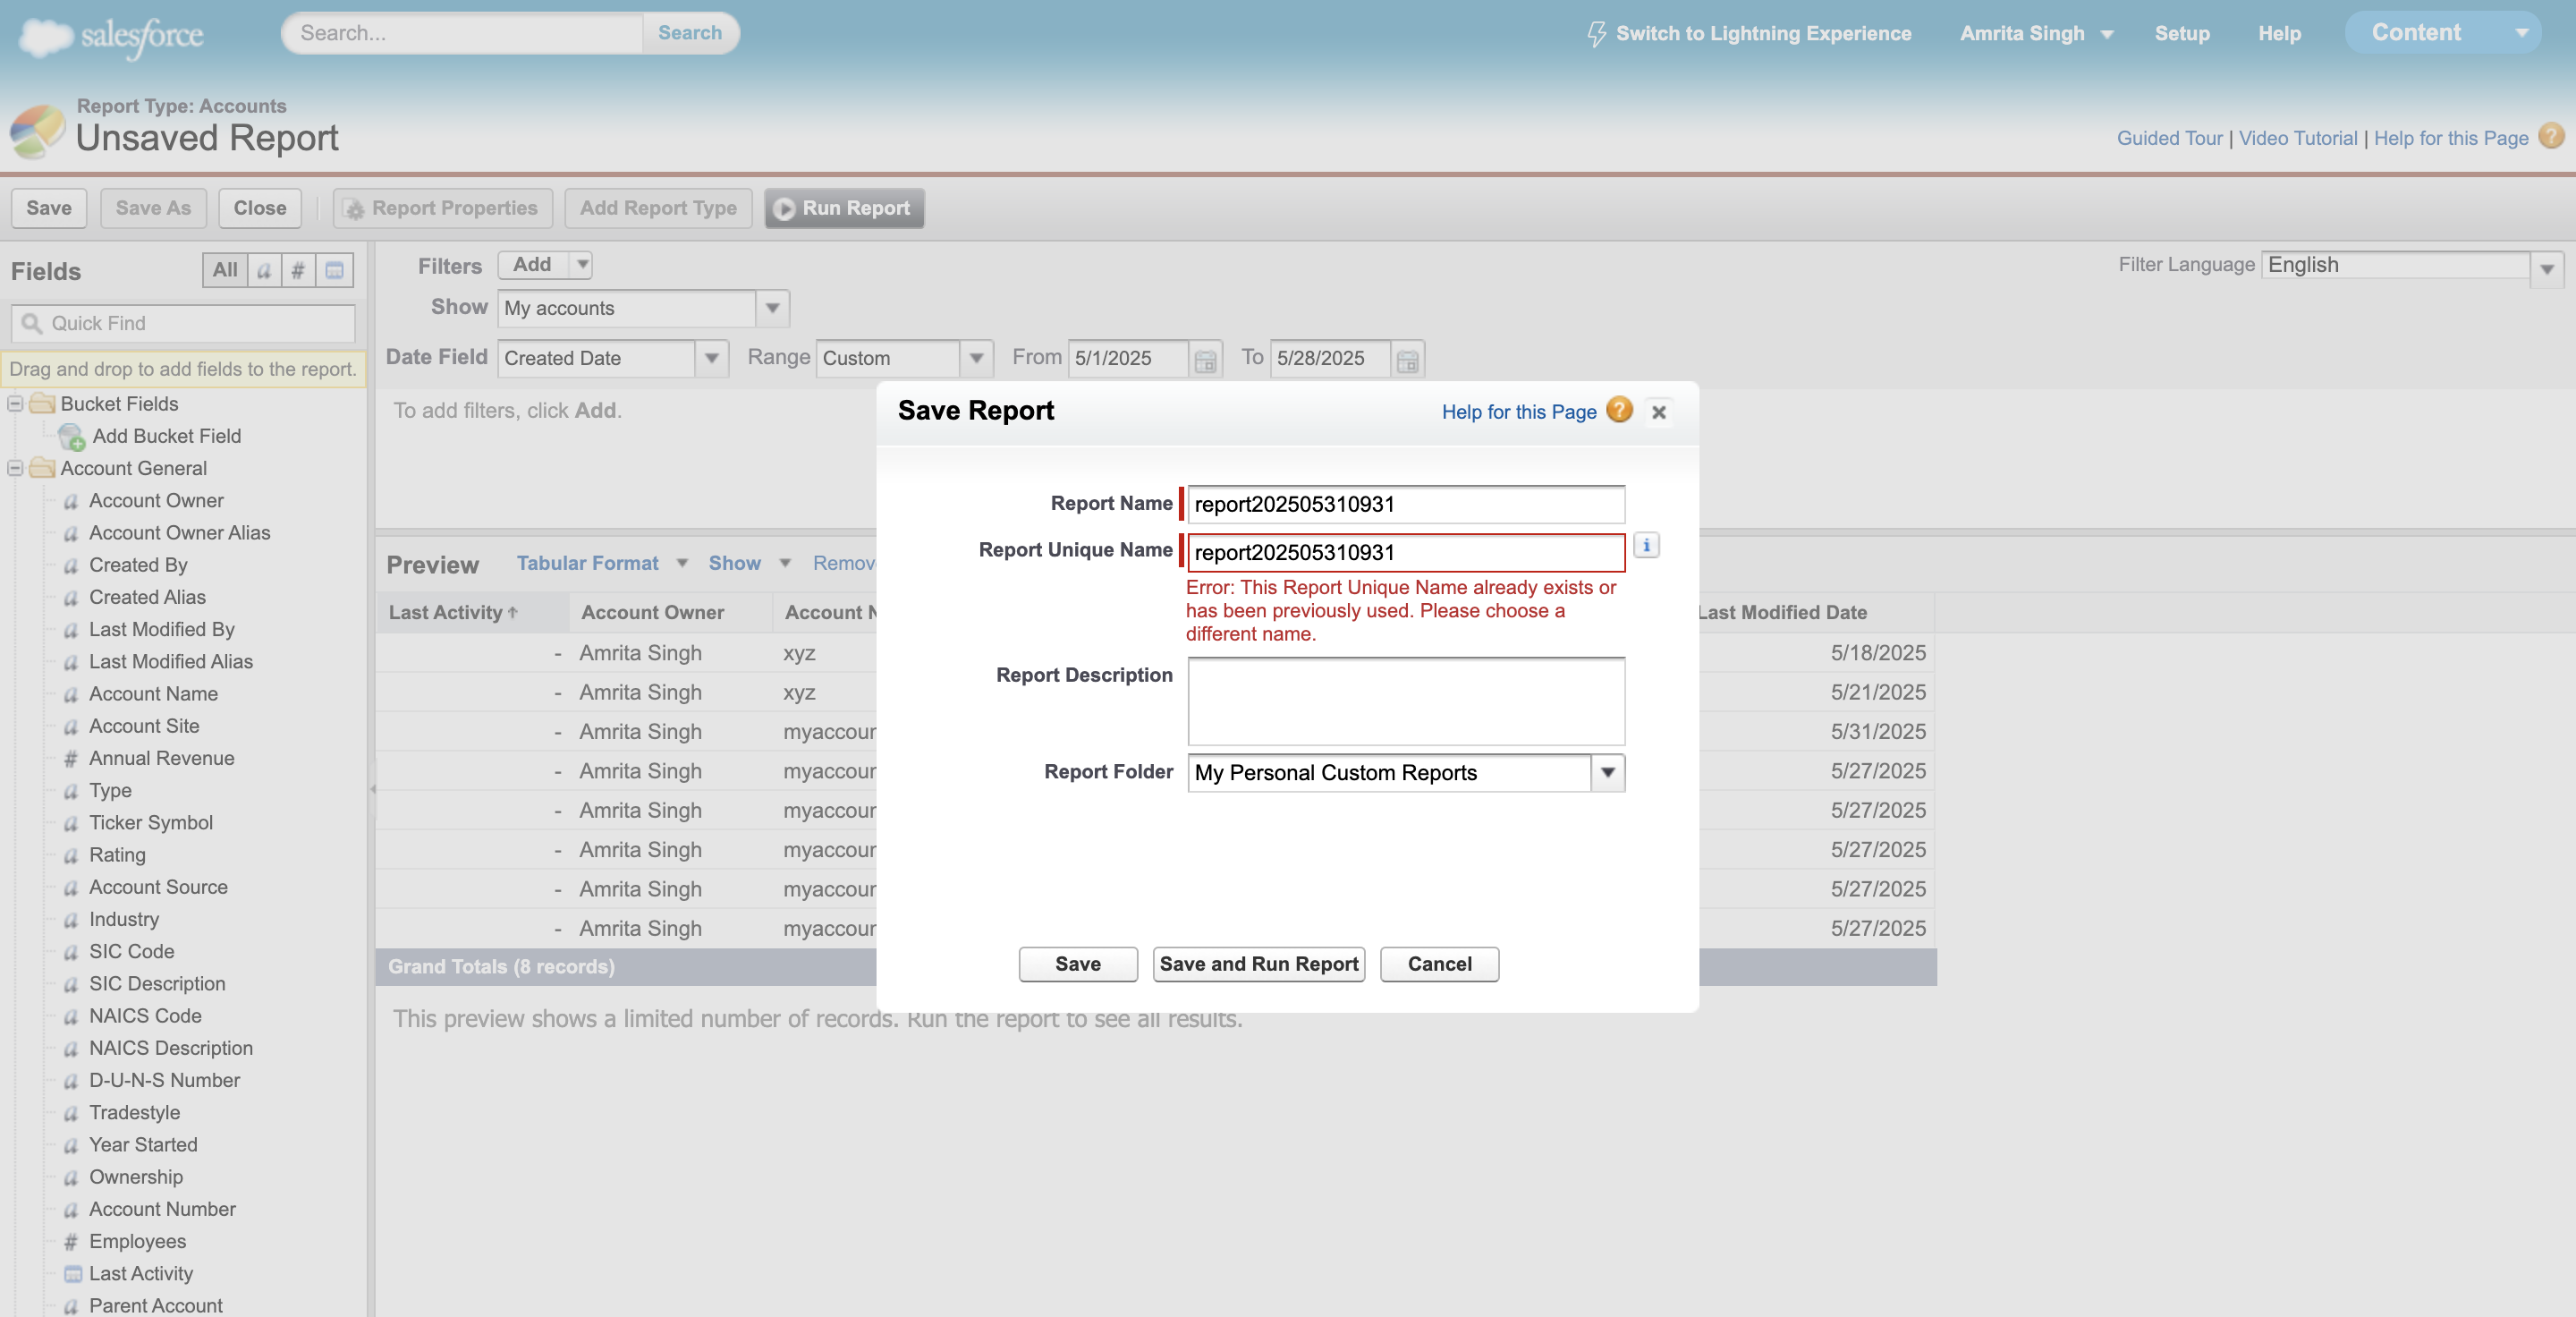 salesforce
Search...
Search
Switch to Lightning Experience
Amrita Singh
Setup
Help
Content
Report Type: Accounts
Unsaved Report
Guided Tour | Video Tutorial | Help for this Page ?
Save
Save As
Close
Report Properties
Add Report Type
Run Report
Fields
All
a
#
Quick Find
Drag and drop to add fields to the report.
Bucket Fields
Add Bucket Field
Account General
a Account Owner
a Account Owner Alias
a Created By
a Created Alias
a Last Modified By
a Last Modified Alias
a Account Name
a Account Site
# Annual Revenue
a Type
a Ticker Symbol
a Rating
a Account Source
a Industry
a SIC Code
a SIC Description
a NAICS Code
a NAICS Description
a D-U-N-S Number
a Tradestyle
a Year Started
a Ownership
a Account Number
# Employees
Last Activity
a Parent Account
Filters Add
Filter Language English
Show My accounts
Date Field Created Date Range Custom From 5/1/2025 To 5/28/2025
To add filters, click Add.
Preview Tabular Format Show
Last Activity Account Owner Account Last Modified Date
- Amrita Singh xyz 5/18/2025
- Amrita Singh xyz 5/21/2025
- Amrita Singh myaccour 5/31/2025
- Amrita Singh myaccour 5/27/2025
- Amrita Singh myaccour 5/27/2025
- Amrita Singh myaccour 5/27/2025
- Amrita Singh myaccour 5/27/2025
- Amrita Singh myaccour 5/27/2025
Grand Totals (8 records)
This preview shows a limited number of records. Run the report to see all results.
Save Report
Help for this Page ?
Report Name report202505310931
Report Unique Name report202505310931
i
Error: This Report Unique Name already exists or
has been previously used. Please choose a
different name.
Report Description
Report Folder My Personal Custom Reports
Save
Save and Run Report
Cancel